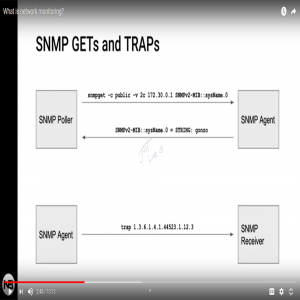 What is network monitoring?
SNMP GETs and TRAPs
snmpget -c public -v 2c 172.30.0.1 SNMPv2-MIB::sysName.0
SNMP Poller
SNMP Agent
SNMPv2-MIB::sysName.0 = STRING: gonzo
trap 1.3.6.1.4.1.44523.1.12.3
SNMP Agent
SNMP
Receiver